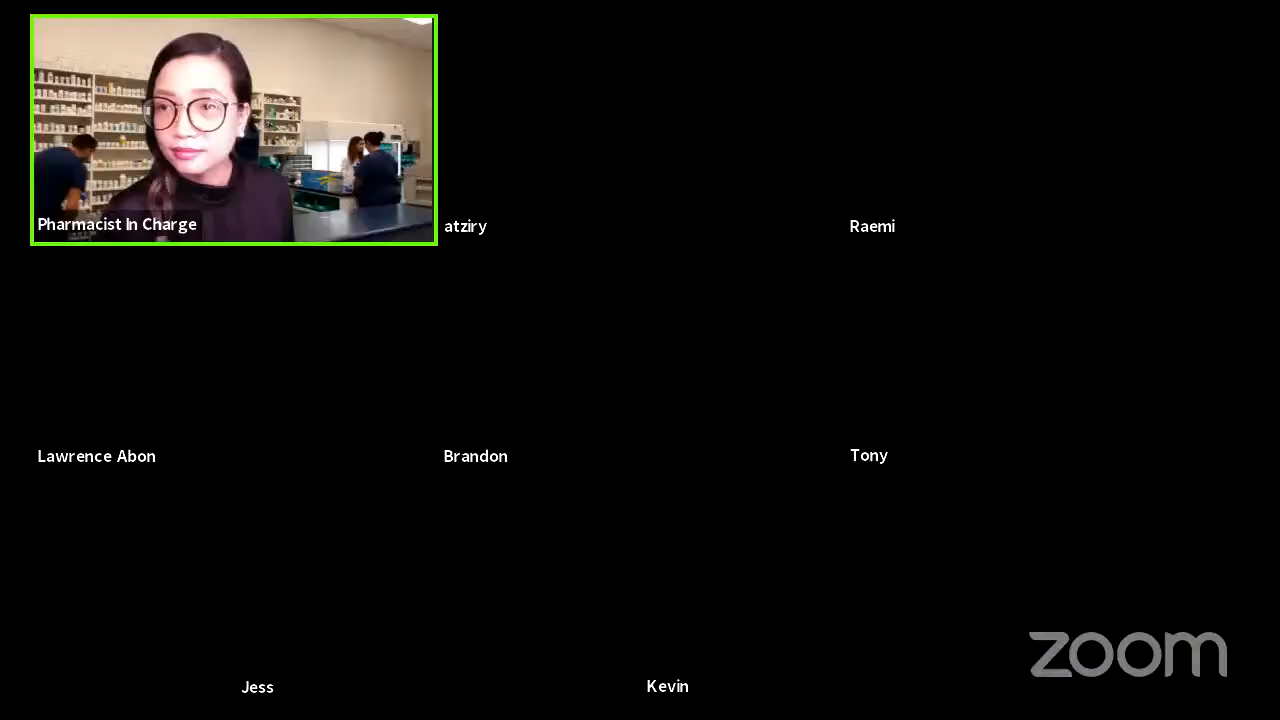 Pharmacist In Charge
atziry
Raemi
Lawrence Abon
Brandon
Tony
Jess
Kevin
zoom